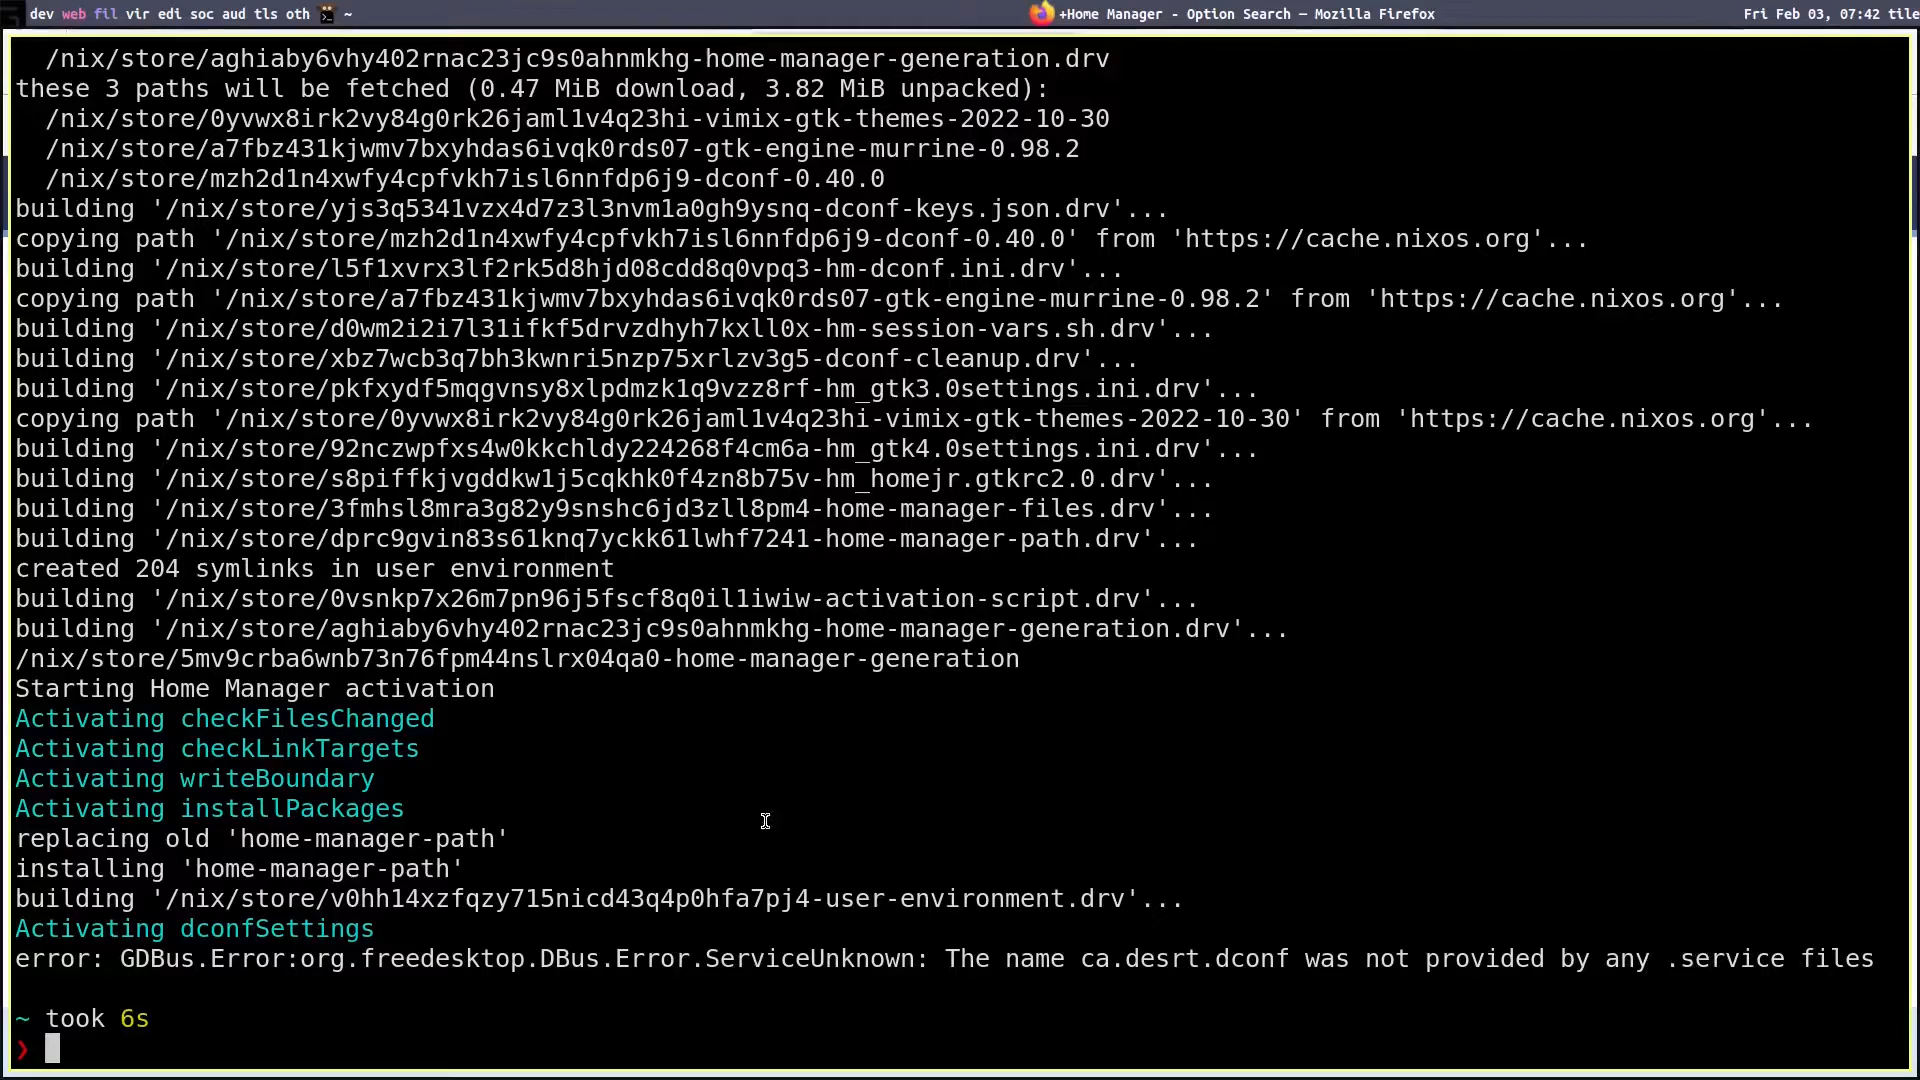 dev web fil vir edi soc aud tls oth ~ +Home Manager - Option Search — Mozilla Firefox Fri Feb 03, 07:42 tile
/nix/store/aghiaby6vhy402rnac23jc9s0ahnmkhg-home-manager-generation.drv
these 3 paths will be fetched (0.47 MiB download, 3.82 MiB unpacked):
/nix/store/0yvwx8irk2vy84g0rk26jaml1v4q23hi-vimix-gtk-themes-2022-10-30
/nix/store/a7fbz431kjwmv7bxyhdas6ivqk0rds07-gtk-engine-murrine-0.98.2
/nix/store/mzh2d1n4xwfy4cpfvkh7isl6nnfdp6j9-dconf-0.40.0
building '/nix/store/yjs3q5341vzx4d7z3l3nvm1a0gh9ysnq-dconf-keys.json.drv'...
copying path '/nix/store/mzh2d1n4xwfy4cpfvkh7isl6nnfdp6j9-dconf-0.40.0' from 'https://cache.nixos.org'...
building '/nix/store/l5f1xvrx3lf2rk5d8hjd08cdd8q0vpq3-hm-dconf.ini.drv'...
copying path '/nix/store/a7fbz431kjwmv7bxyhdas6ivqk0rds07-gtk-engine-murrine-0.98.2' from 'https://cache.nixos.org'...
building '/nix/store/d0wm2i2i7l31ifkf5drvzdhyh7kxll0x-hm-session-vars.sh.drv'...
building '/nix/store/xbz7wcb3q7bh3kwnri5nzp75xrlzv3g5-dconf-cleanup.drv'...
building '/nix/store/pkfxydf5mqgvnsy8xlpdmzk1q9vzz8rf-hm_gtk3.0settings.ini.drv'...
copying path '/nix/store/0yvwx8irk2vy84g0rk26jaml1v4q23hi-vimix-gtk-themes-2022-10-30' from 'https://cache.nixos.org'...
building '/nix/store/92nczwpfxs4w0kkchldy224268f4cm6a-hm_gtk4.0settings.ini.drv'...
building '/nix/store/s8piffkjvgddkw1j5cqkhk0f4zn8b75v-hm_homejr.gtkrc2.0.drv'...
building '/nix/store/3fmhsl8mra3g82y9snshc6jd3zll8pm4-home-manager-files.drv'...
building '/nix/store/dprc9gvin83s61knq7yckk61lwhf7241-home-manager-path.drv'...
created 204 symlinks in user environment
building '/nix/store/0vsnkp7x26m7pn96j5fscf8q0il1iwiw-activation-script.drv'...
building '/nix/store/aghiaby6vhy402rnac23jc9s0ahnmkhg-home-manager-generation.drv'...
/nix/store/5mv9crba6wnb73n76fpm44nslrx04qa0-home-manager-generation
Starting Home Manager activation
Activating checkFilesChanged
Activating checkLinkTargets
Activating writeBoundary
Activating installPackages
replacing old 'home-manager-path'
installing 'home-manager-path'
building '/nix/store/v0hh14xzfqzy715nicd43q4p0hfa7pj4-user-environment.drv'...
Activating dconfSettings
error: GDBus.Error:org.freedesktop.DBus.Error.ServiceUnknown: The name ca.desrt.dconf was not provided by any .service files
~ took 6s
❯